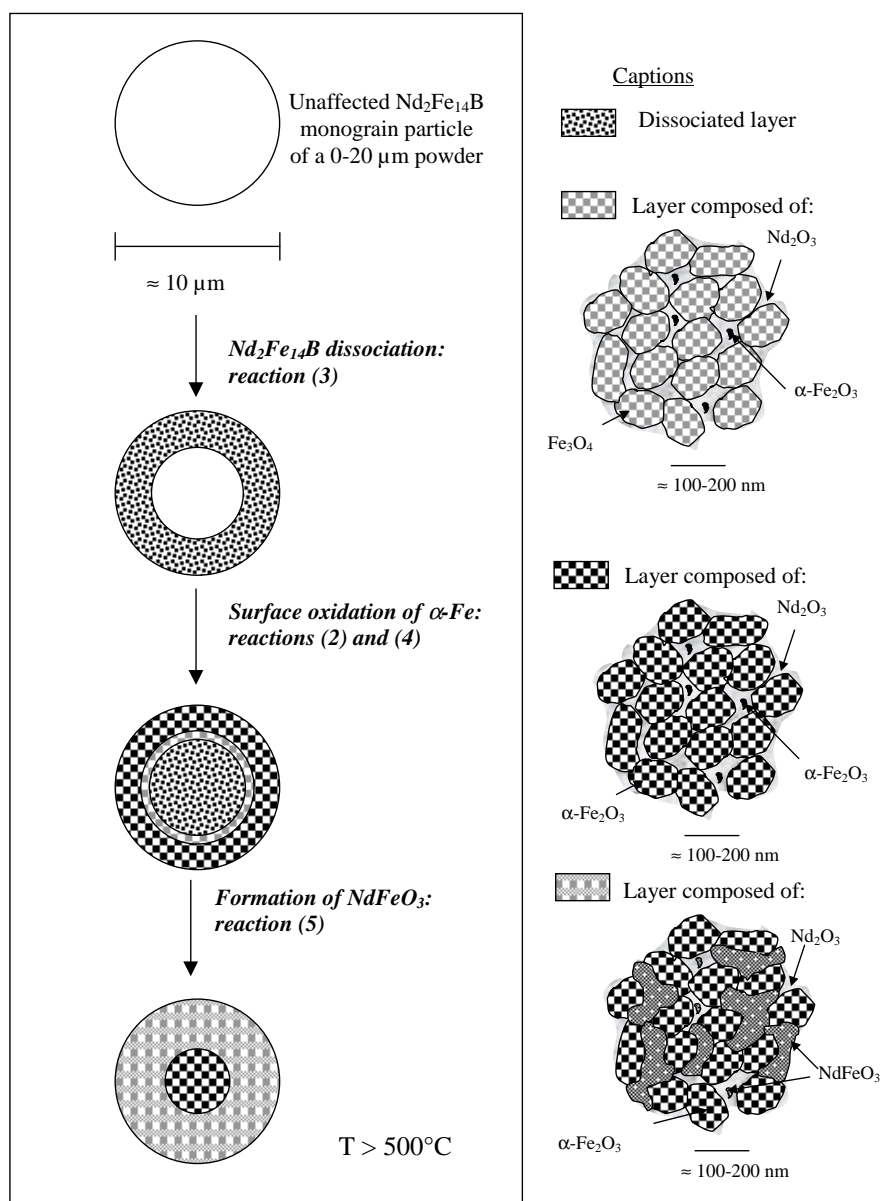 Unaffected Nd₂Fe₁₄B
monograin particle
of a 0-20 µm powder
≈ 10 µm
Nd₂Fe₁₄B dissociation:
reaction (3)
Surface oxidation of α-Fe:
reactions (2) and (4)
Formation of NdFeO₃:
reaction (5)
T > 500°C
Captions
Dissociated layer
Layer composed of:
Nd₂O₃
α-Fe₂O₃
Fe₃O₄
≈ 100-200 nm
Layer composed of:
Nd₂O₃
α-Fe₂O₃
α-Fe₂O₃
≈ 100-200 nm
Layer composed of:
Nd₂O₃
NdFeO₃
α-Fe₂O₃
≈ 100-200 nm